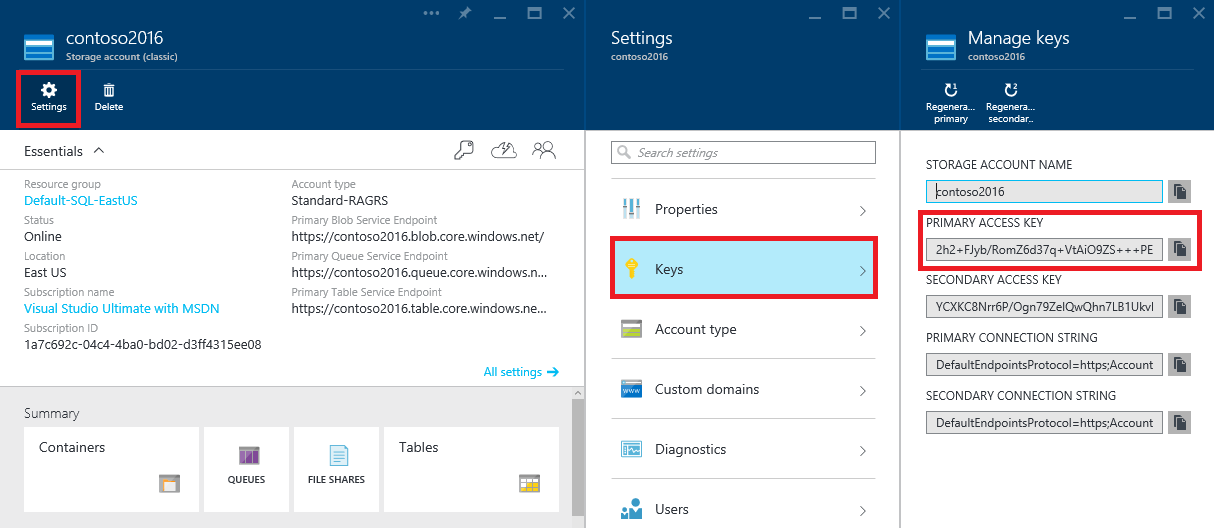 contoso2016
Storage account (classic)
Settings
Delete
Essentials
Resource group
Default-SQL-EastUS
Status
Online
Location
East US
Subscription name
Visual Studio Ultimate with MSDN
Subscription ID
1a7c692c-04c4-4ba0-bd02-d3ff4315ee08
Account type
Standard-RAGRS
Primary Blob Service Endpoint
https://contoso2016.blob.core.windows.net/
Primary Queue Service Endpoint
https://contoso2016.queue.core.windows.n...
Primary Table Service Endpoint
https://contoso2016.table.core.windows.ne...
All settings
Summary
Containers
QUEUES
FILE SHARES
Tables
Settings
contoso2016
Search settings
Properties
Keys
Account type
www
Custom domains
Diagnostics
Users
Manage keys
contoso2016
1
Regenera...
primary
2
Regenera...
secondar..
STORAGE ACCOUNT NAME
contoso2016
PRIMARY ACCESS KEY
2h2+FJyb/RomZ6d37q+VtAiO9ZS+++PE
SECONDARY ACCESS KEY
YCXKC8Nrr6P/Ogn79ZeIQwQhn7LB1Ukvl
PRIMARY CONNECTION STRING
DefaultEndpointsProtocol=https;Account
SECONDARY CONNECTION STRING
DefaultEndpointsProtocol=https;Account